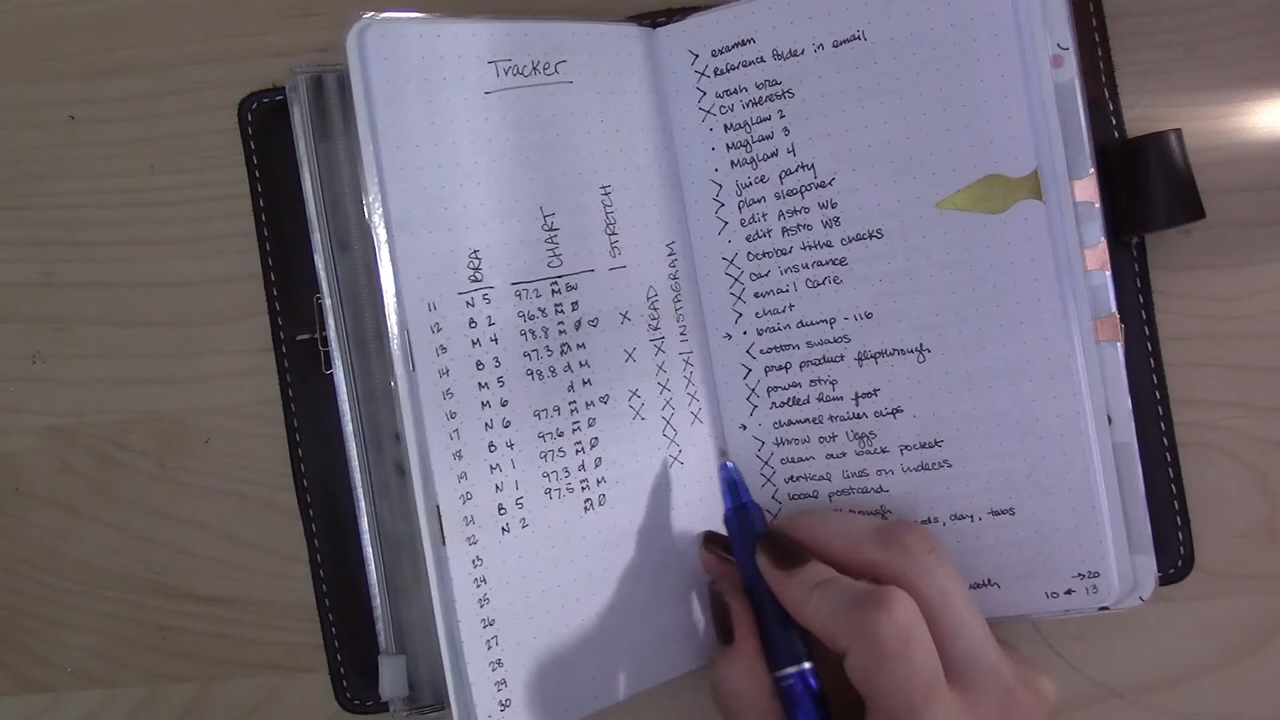 Tracker
BRA
CHART
STRETCH
READ
INSTAGRAM
11 N 5 97.2 M EW
12 B 2 96.8 M Ø
13 M 4 98.8 M Ø ♡ X
14 B 3 97.3 M M X
15 M 5 98.8 d M X X
16 M 6 d M X X X
17 N 6 97.9 M M ♡ X X X
18 B 4 97.6 M Ø
19 M 1 97.5 M Ø
20 N 1 97.3 d Ø
21 B 5 97.5 M M
22 N 2 M Ø
23
24
25
26
27
28
29
30
> examen
X Reference folder in email
> wash bra
X CV interests
· MagLaw 2
· MagLaw 3
· MagLaw 4
> juice party
> plan sleepover
> edit Astro W6
· edit Astro W8
X October tithe checks
X car insurance
X email Carie
> chart
→ · brain dump - 116
< cotton swabs
> prep product flipthrough
X power strip
> rolled hem foot
→ · channel trailer clips
> throw out Uggs
X clean out back pocket
X vertical lines on indeces
< local postcard
day, tabs
→ 20
10 ← 13